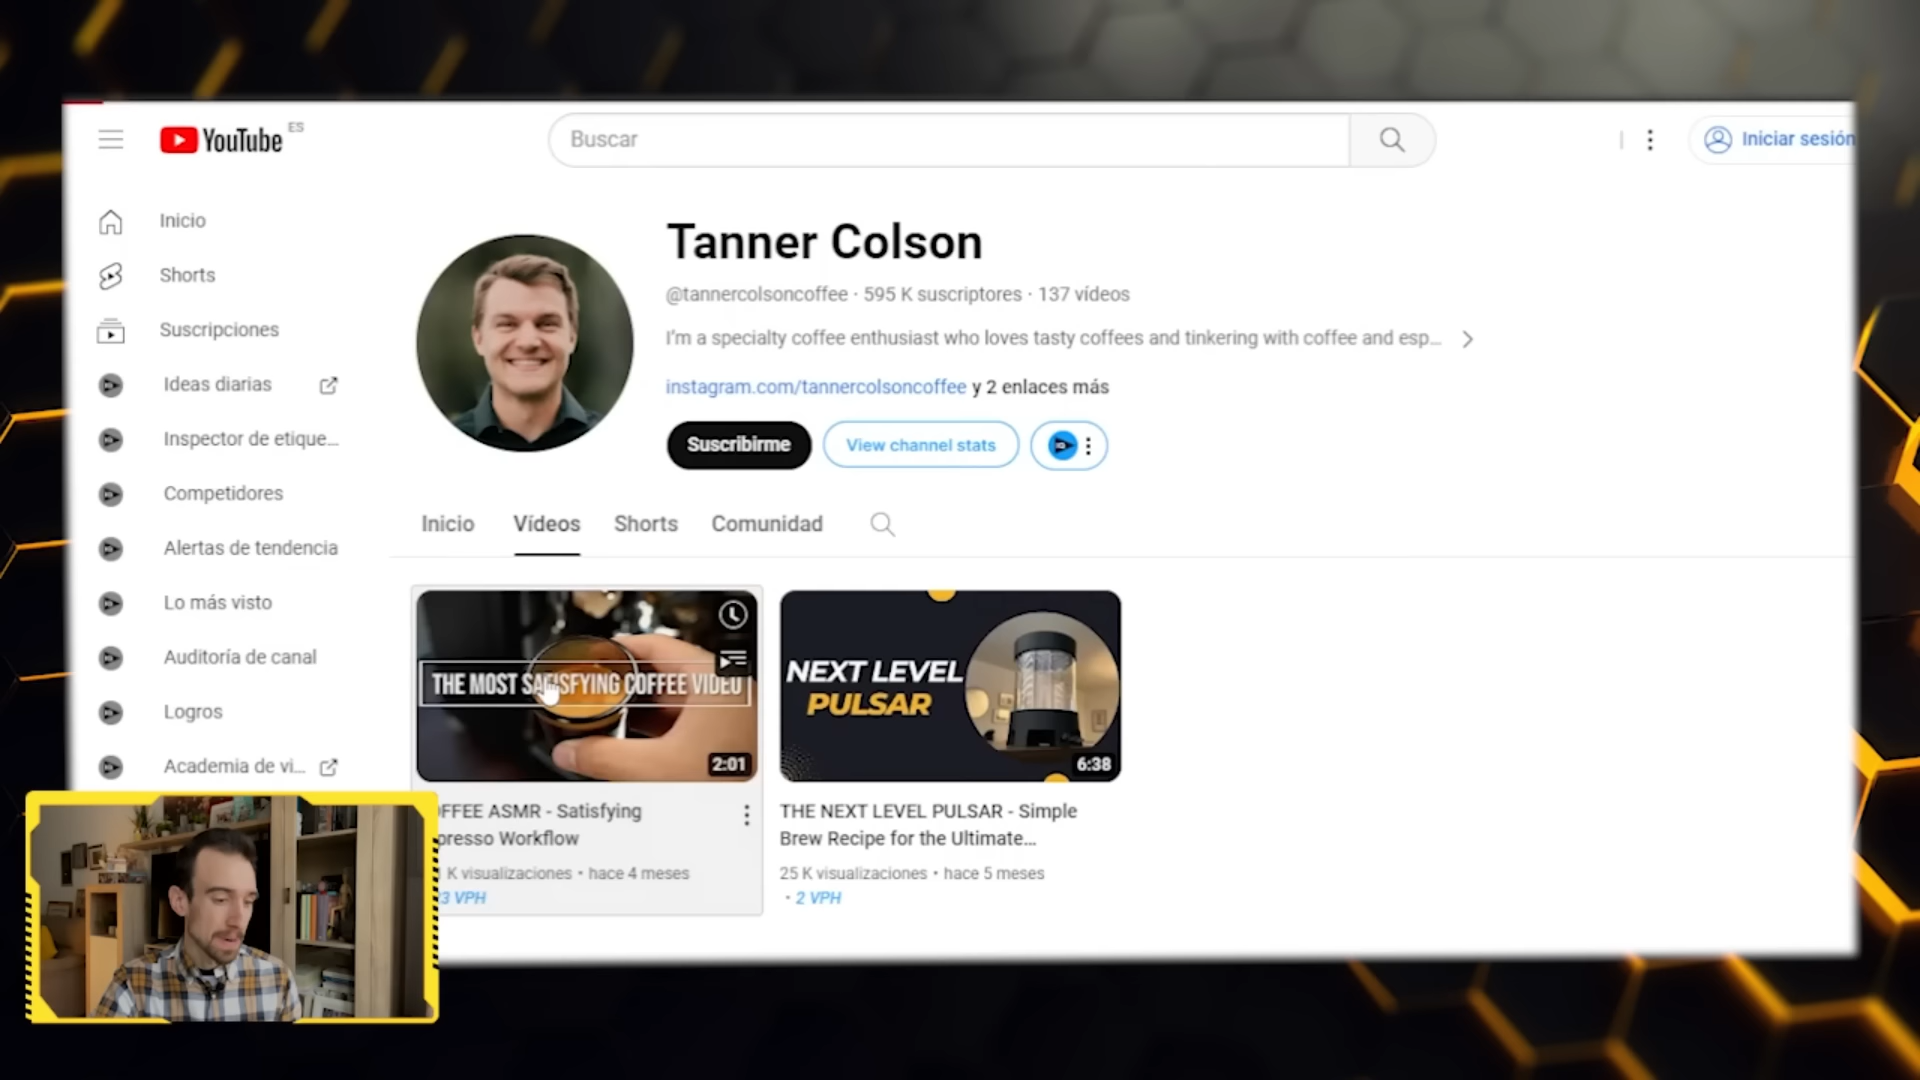 YouTube ES
Buscar
Iniciar sesión
Inicio
Shorts
Suscripciones
Ideas diarias
Inspector de etique...
Competidores
Alertas de tendencia
Lo más visto
Auditoría de canal
Logros
Academia de vi...
Tanner Colson
@tannercolsoncoffee · 595 K suscriptores · 137 vídeos
I'm a specialty coffee enthusiast who loves tasty coffees and tinkering with coffee and esp...
instagram.com/tannercolsoncoffee y 2 enlaces más
Suscribirme
View channel stats
Inicio
Vídeos
Shorts
Comunidad
THE MOST SATISFYING COFFEE VIDEO
2:01
OFFEE ASMR - Satisfying
presso Workflow
K visualizaciones • hace 4 meses
3 VPH
NEXT LEVEL
PULSAR
6:38
THE NEXT LEVEL PULSAR - Simple
Brew Recipe for the Ultimate...
25 K visualizaciones • hace 5 meses
• 2 VPH